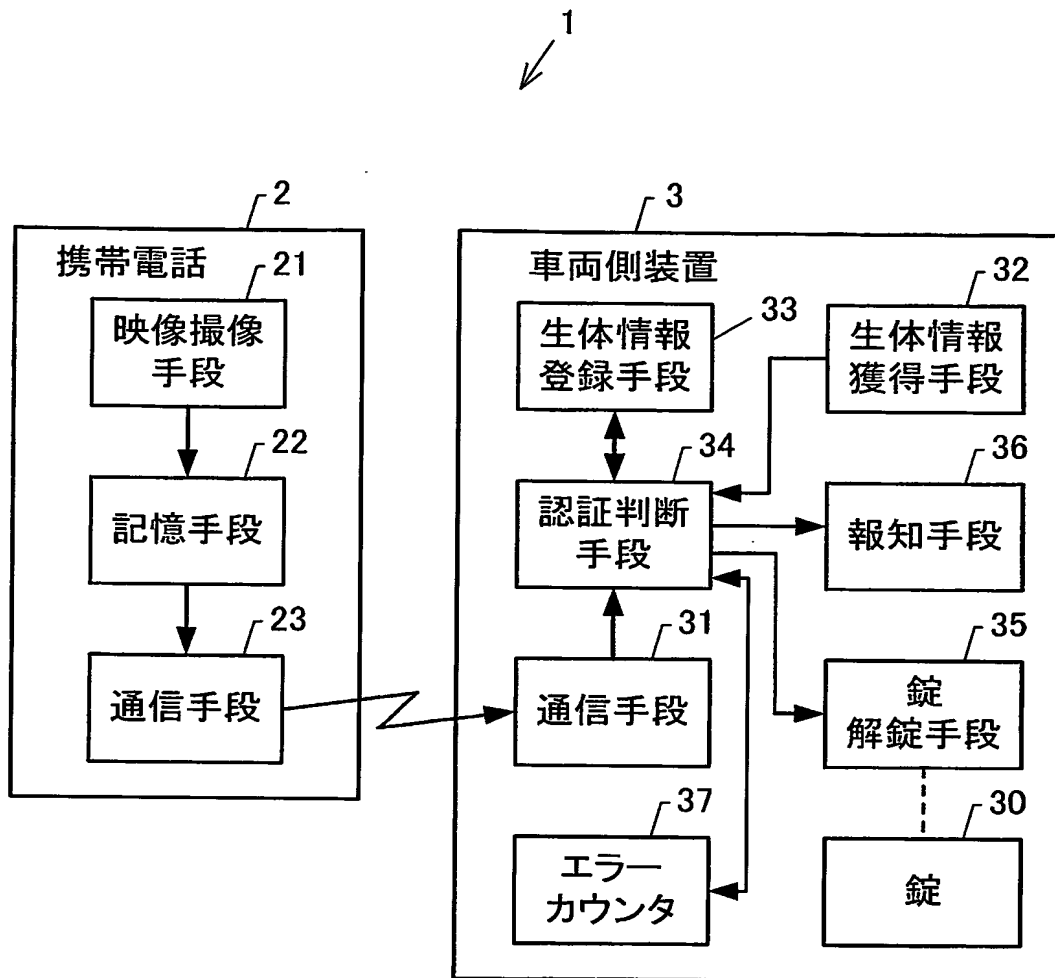 1
2
携帯電話
21
映像撮像
手段
22
記憶手段
23
通信手段
3
車両側装置
33
生体情報
登録手段
32
生体情報
獲得手段
34
認証判断
手段
36
報知手段
31
通信手段
35
錠
解錠手段
37
エラー
カウンタ
30
錠